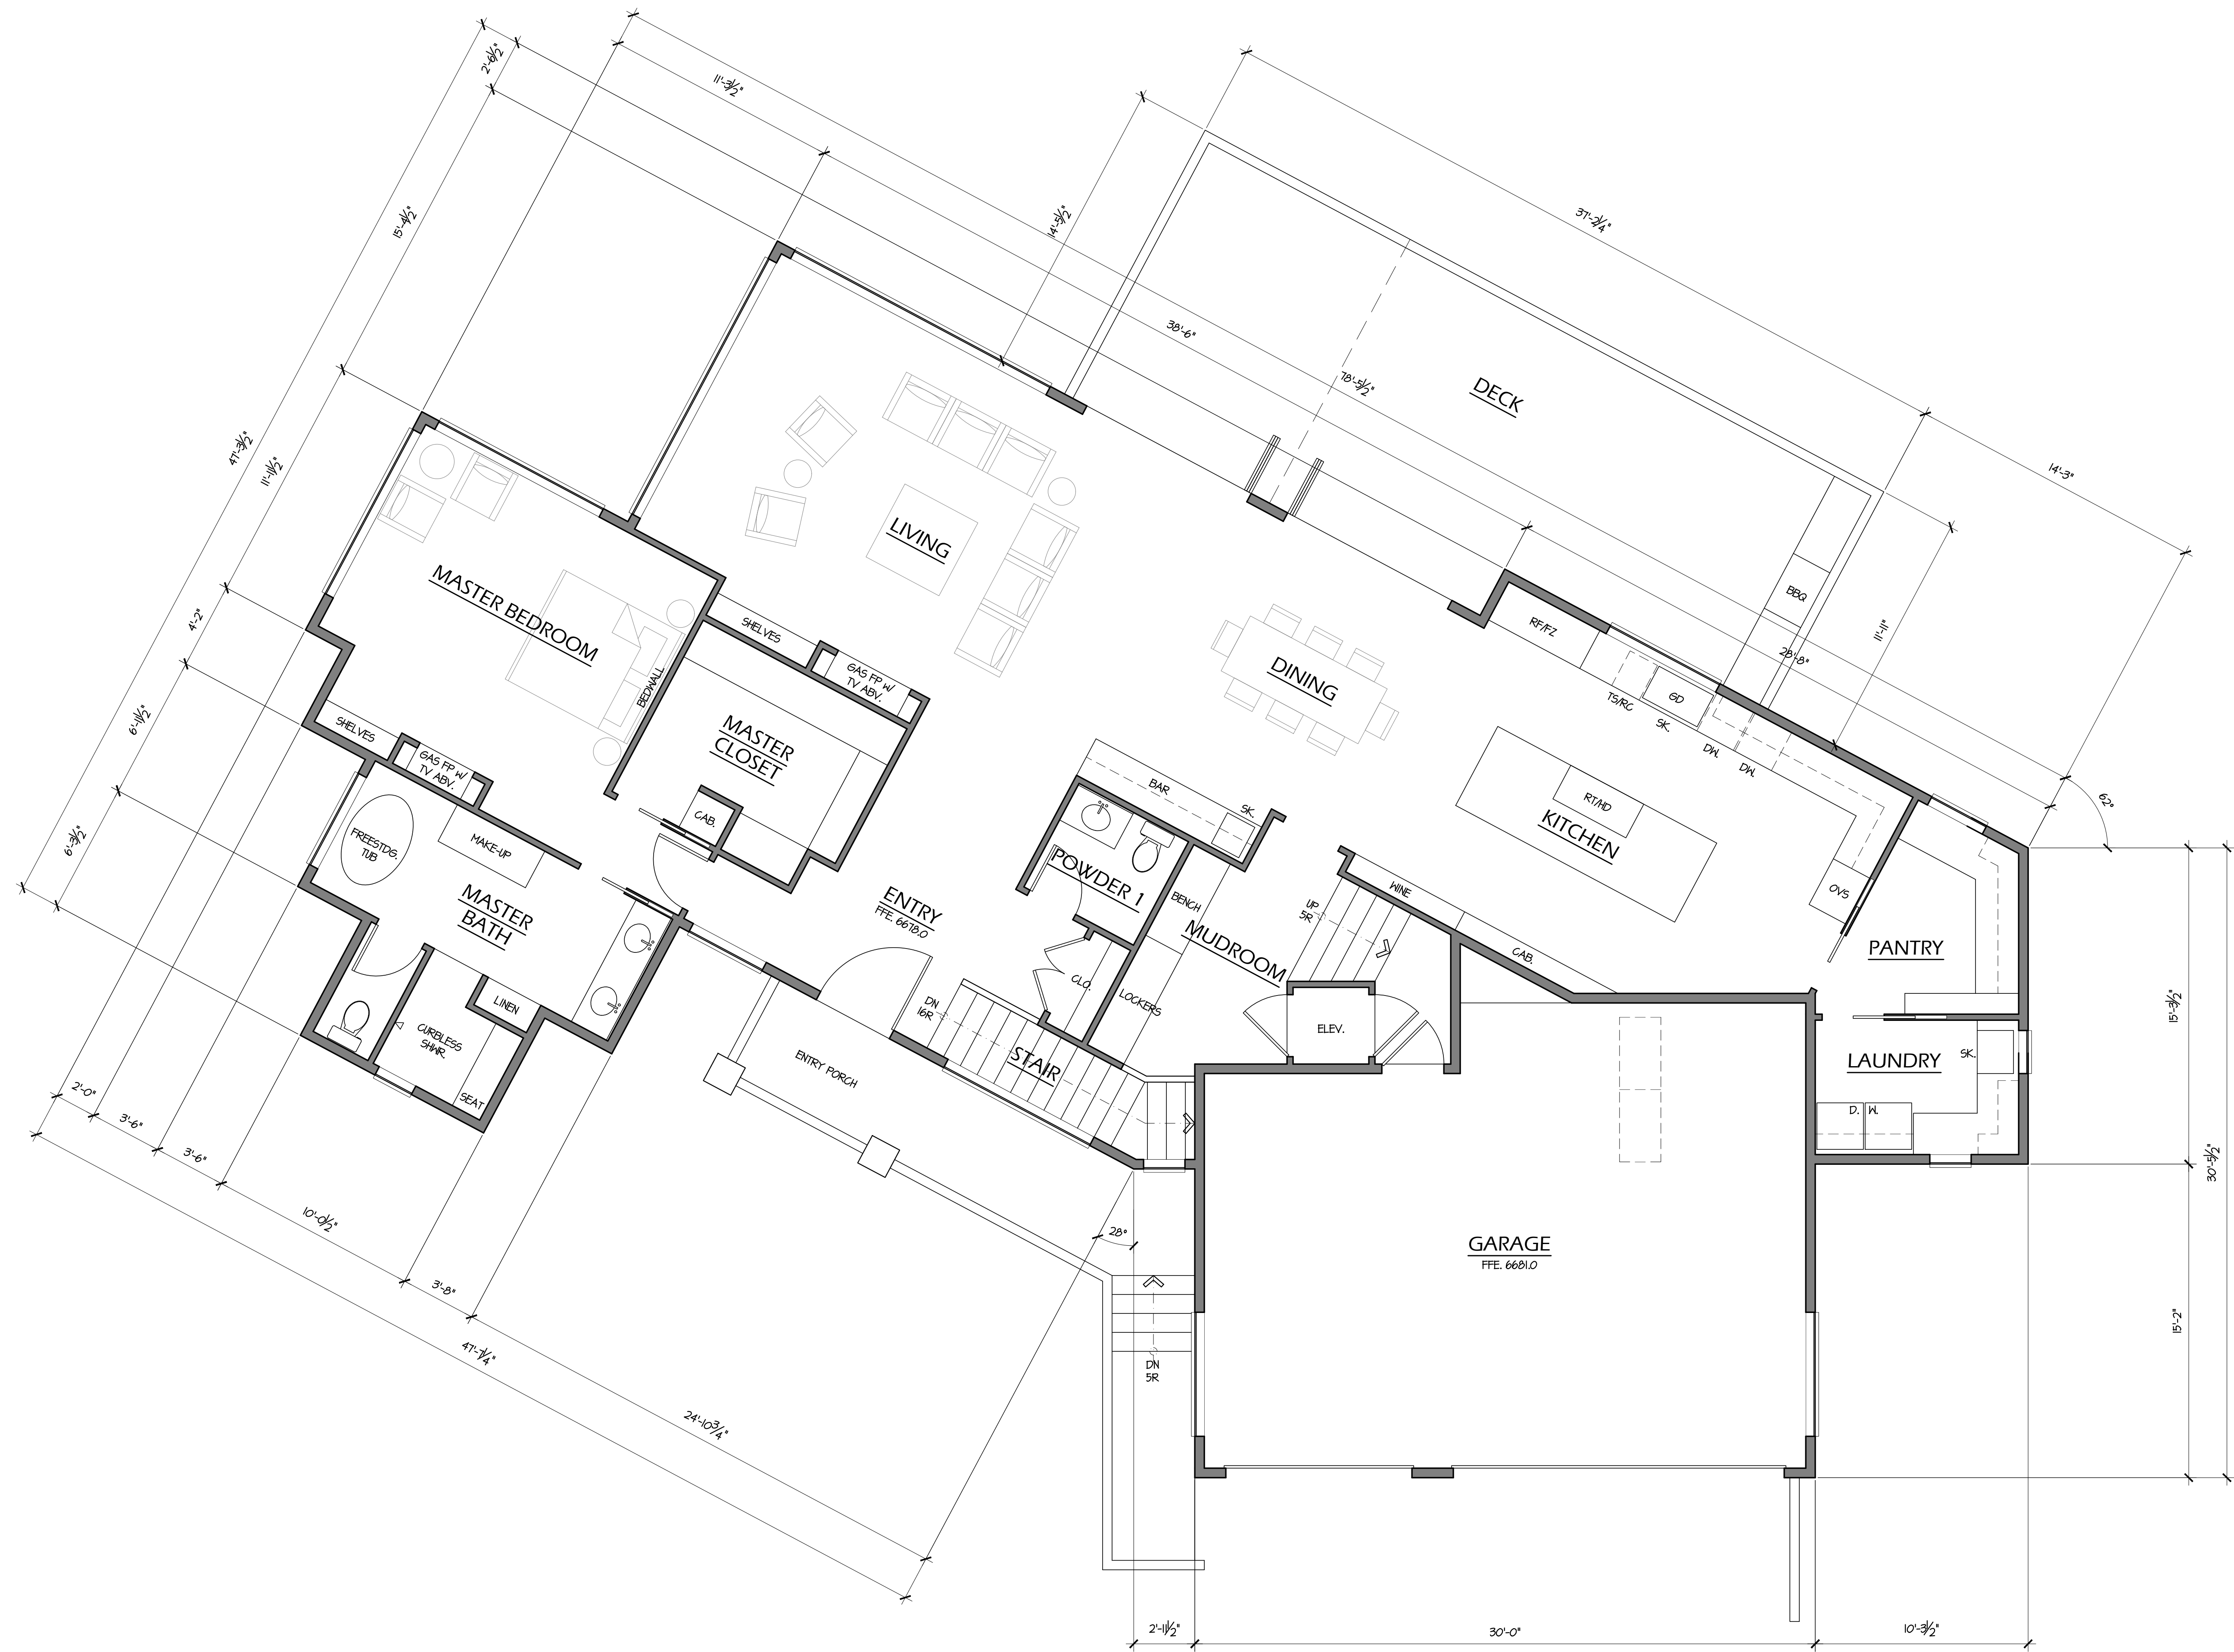 2'-6½"
11'-3½"
15'-4½"
14'-5½"
37'-2¼"
38'-6"
78'-5½"
DECK
14'-3"
47'-3½"
11'-11½"
LIVING
MASTER BEDROOM
BBQ
11'-11"
28'-8"
4'-2"
SHELVES
RF/FZ
GAS FP W/
TV ABV.
DINING
GD
TS/RC
SK.
DW.
DW.
BEDWALL
6'-11½"
SHELVES
MASTER
CLOSET
GAS FP W/
TV ABV.
BAR
SK.
RT/HD
KITCHEN
62°
6'-3½"
FREESTDG.
TUB
MAKE-UP
CAB.
POWDER 1
WINE
OVS
MASTER
BATH
ENTRY
FFE. 6678.0
BENCH
MUDROOM
UP
5R
CAB.
PANTRY
CLO.
LOCKERS
LINEN
DN
16R
ELEV.
15'-3½"
CURBLESS
SHWR.
SEAT
ENTRY PORCH
STAIR
LAUNDRY
SK.
D.
W.
2'-0"
3'-6"
3'-6"
10'-0½"
3'-8"
47'-7¼"
24'-10¾"
28°
30'-5½"
GARAGE
FFE. 6681.0
15'-2"
DN
5R
2'-11½"
30'-0"
10'-3½"